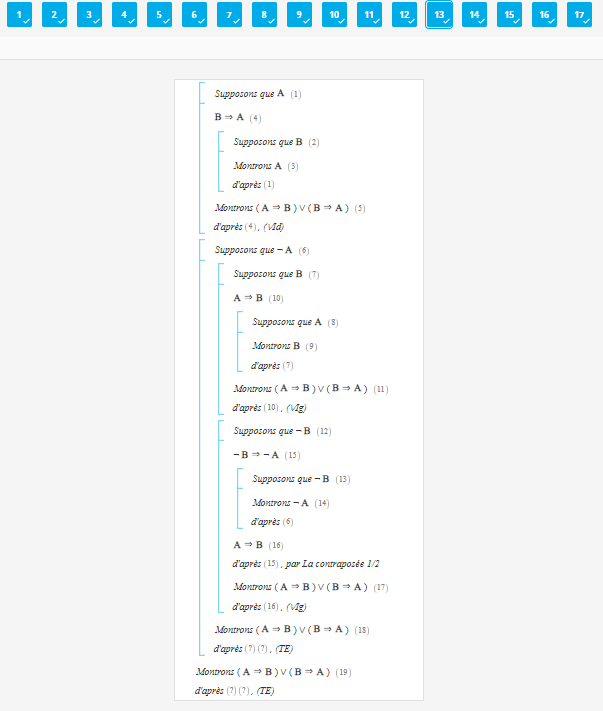 1 2 3 4 5 6 7 8 9 10 11 12 13 14 15 16 17
Supposons que A (1)
B ⇒ A (4)
Supposons que B (2)
Montrons A (3)
d'après (1)
Montrons ( A ⇒ B ) ∨ ( B ⇒ A ) (5)
d'après (4), (∨Id)
Supposons que ¬ A (6)
Supposons que B (7)
A ⇒ B (10)
Supposons que A (8)
Montrons B (9)
d'après (7)
Montrons ( A ⇒ B ) ∨ ( B ⇒ A ) (11)
d'après (10) , (∨Ig)
Supposons que ¬ B (12)
¬ B ⇒ ¬ A (15)
Supposons que ¬ B (13)
Montrons ¬ A (14)
d'après (6)
A ⇒ B (16)
d'après (15) , par La contraposée 1/2
Montrons ( A ⇒ B ) ∨ ( B ⇒ A ) (17)
d'après (16) , (∨Ig)
Montrons ( A ⇒ B ) ∨ ( B ⇒ A ) (18)
d'après (?) (?) , (TE)
Montrons ( A ⇒ B ) ∨ ( B ⇒ A ) (19)
d'après (?) (?) , (TE)